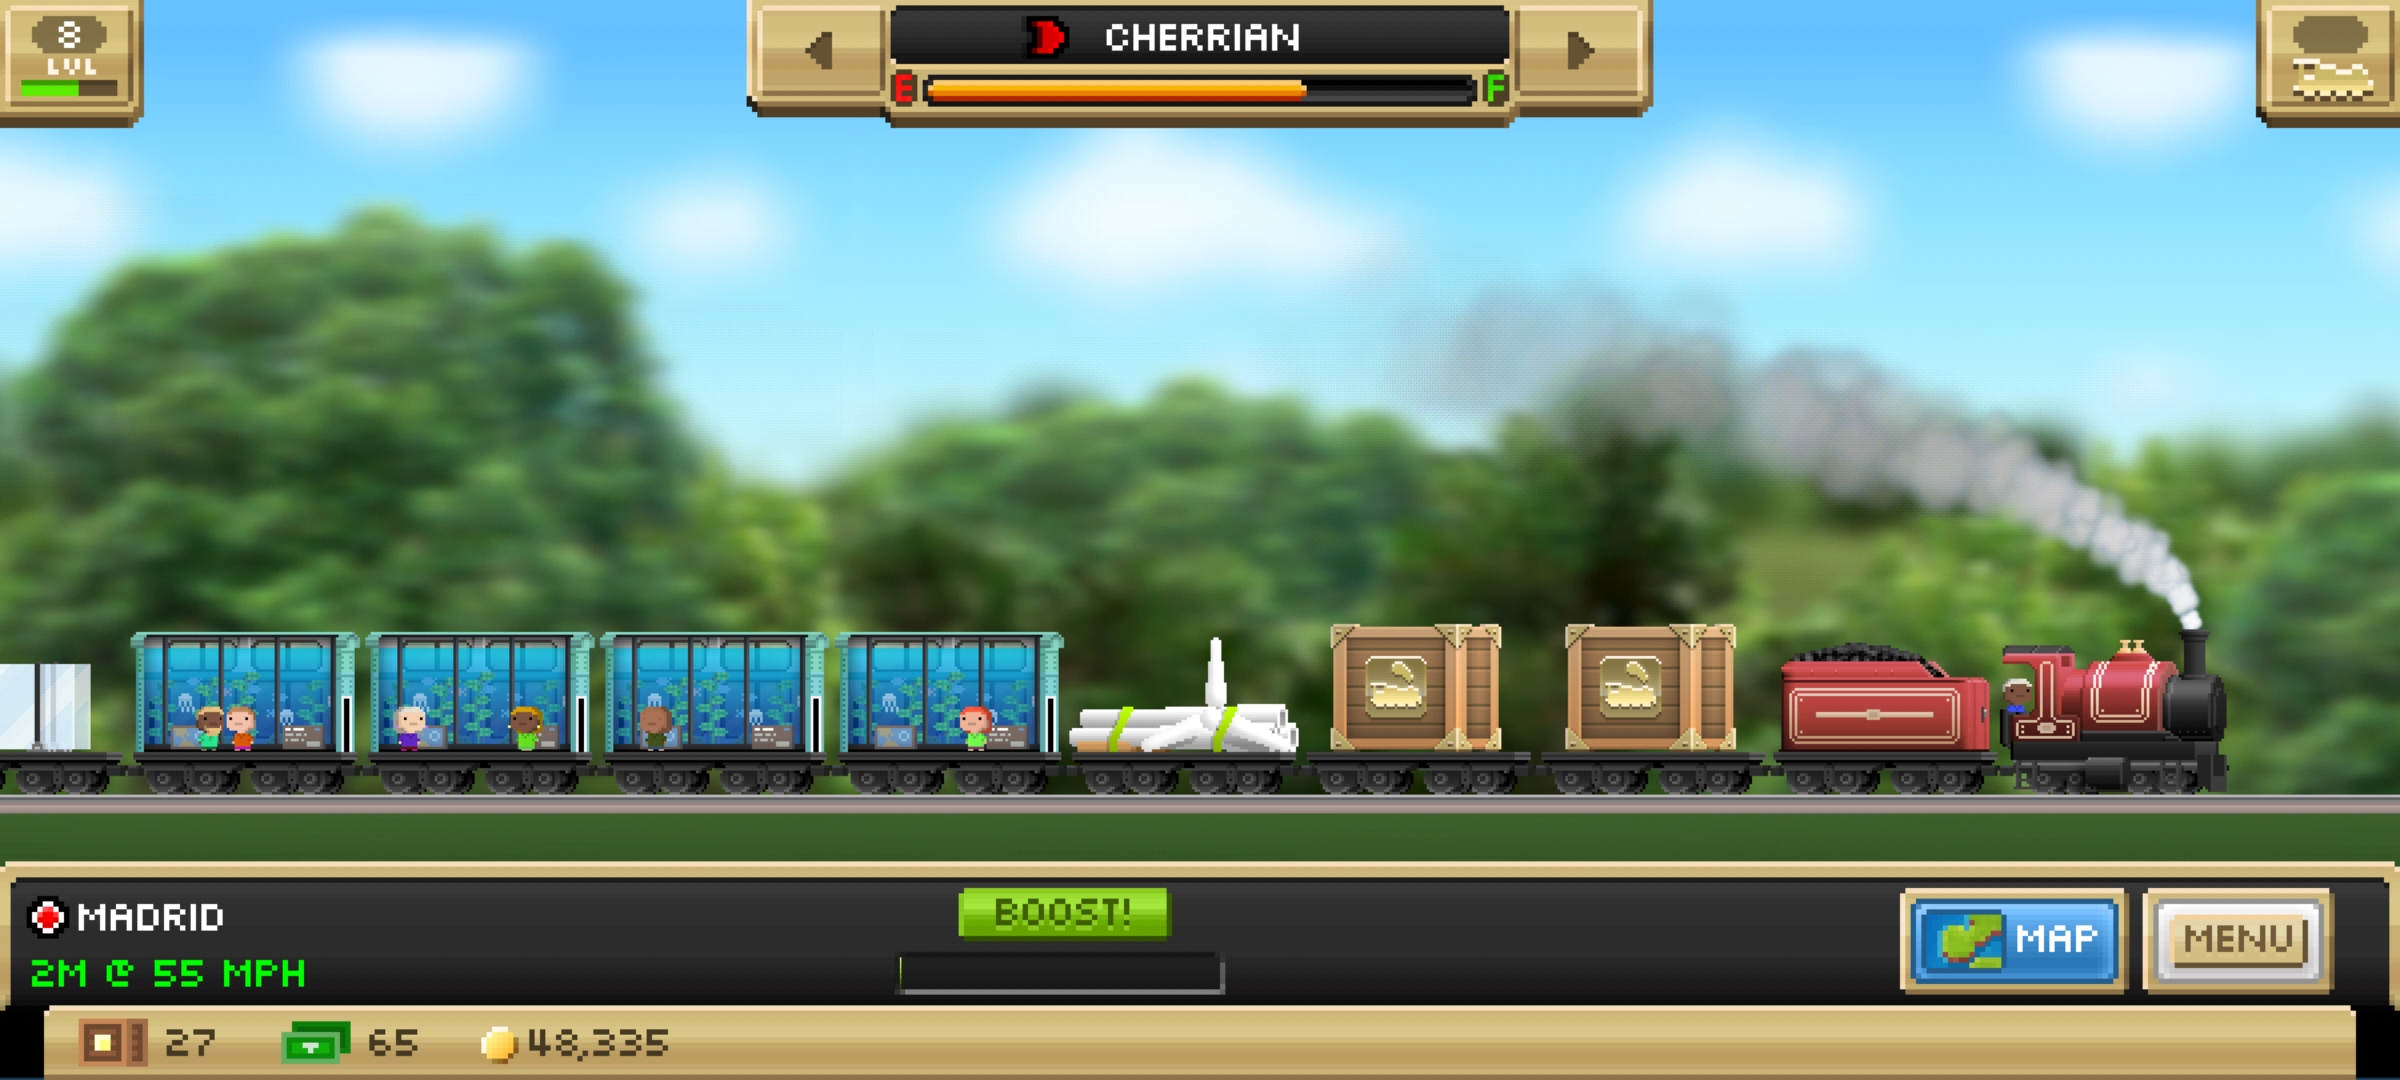 8
LVL
CHERRIAN
E F
MADRID
2M @ 55 MPH
BOOST!
MAP
MENU
27
65
48,335